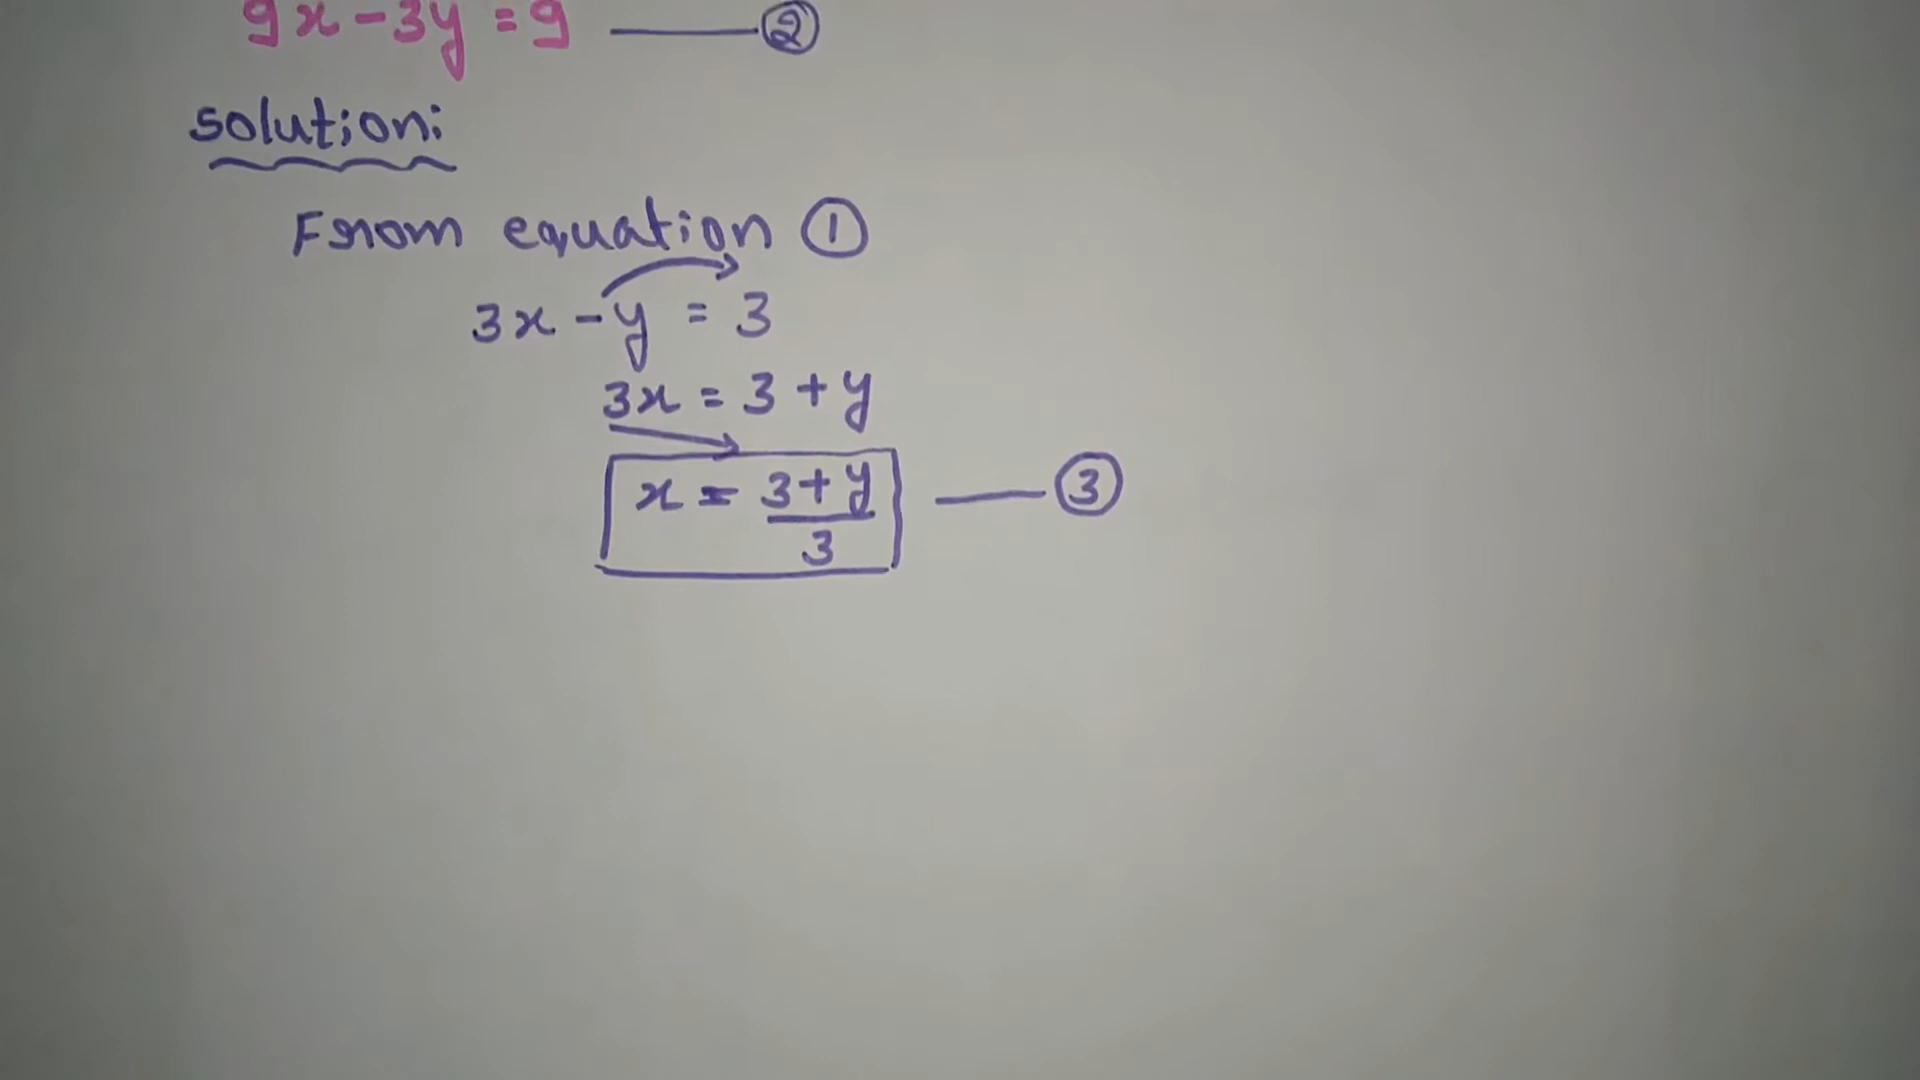 9x - 3y = 9 —— ②
solution:
From equation ①
3x - y = 3
3x = 3 + y
x = 3 + y / 3 —— ③